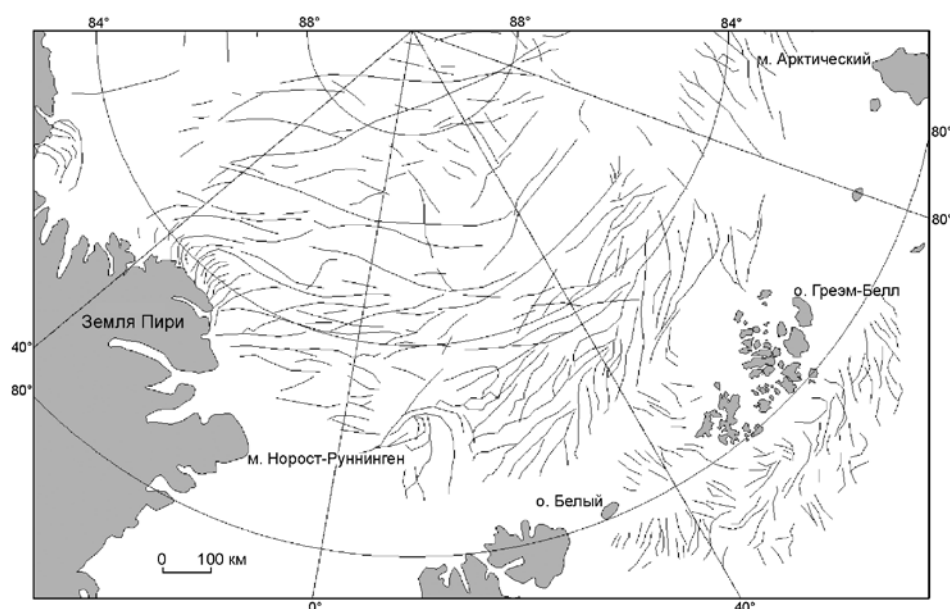 84° 88° 88° 84°
м. Арктический
80°
80°
о. Греэм-Белл
Земля Пири
40°
80°
м. Норост-Руннинген
о. Белый
0 100 км
0° 40°